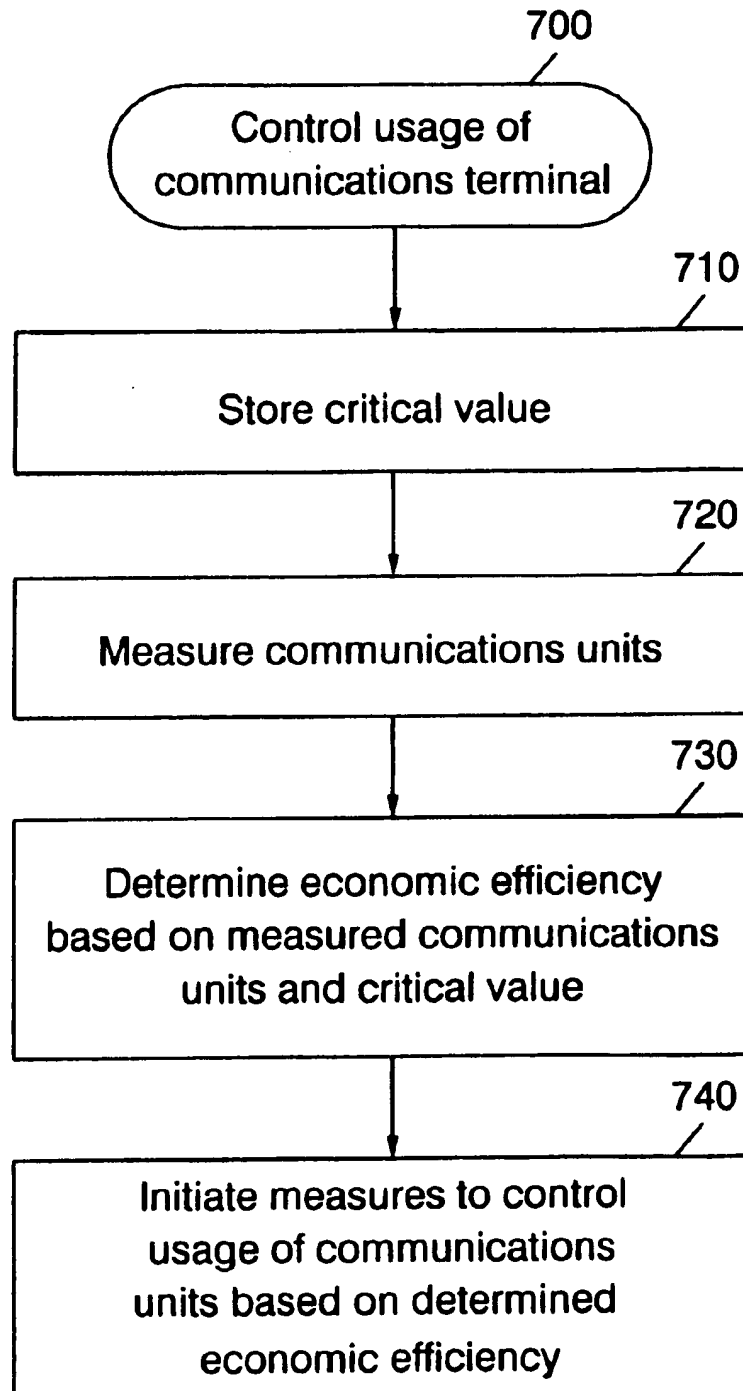 700
Control usage of
communications terminal
710
Store critical value
720
Measure communications units
730
Determine economic efficiency
based on measured communications
units and critical value
740
Initiate measures to control
usage of communications
units based on determined
economic efficiency